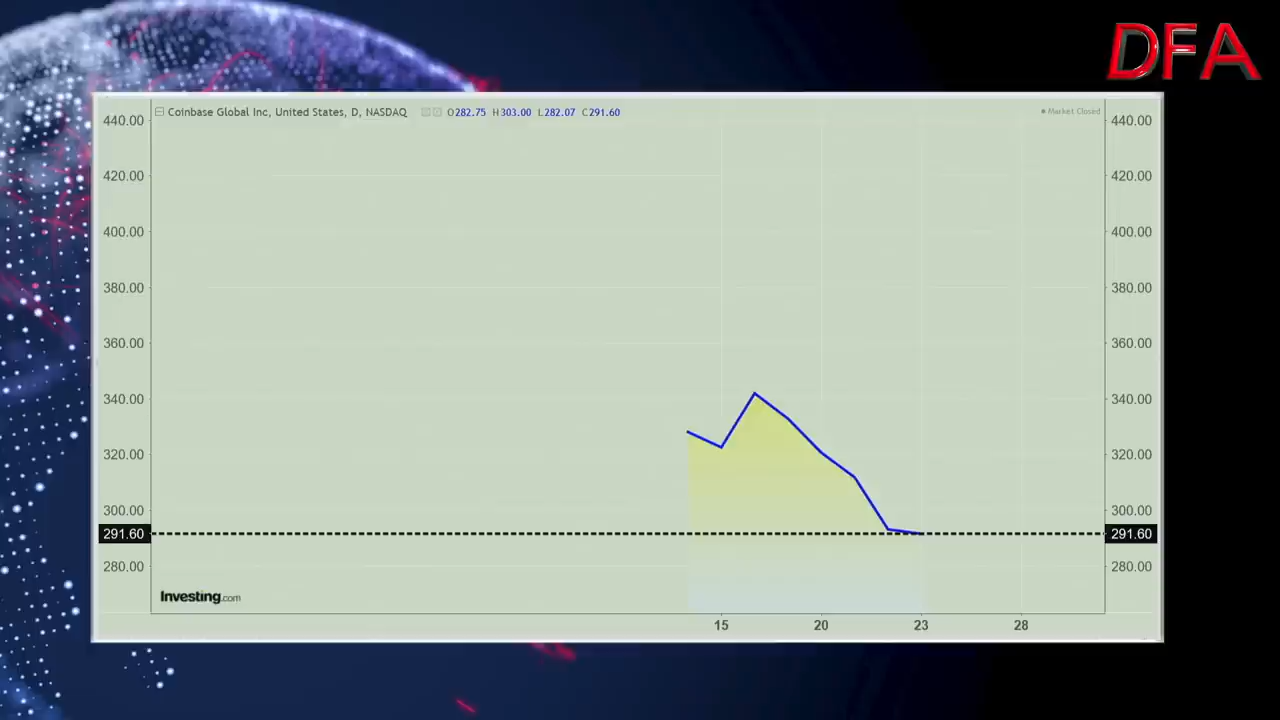 DFA
Coinbase Global Inc, United States, D, NASDAQ O282.75 H303.00 L282.07 C291.60 Market Closed
440.00 440.00
420.00 420.00
400.00 400.00
380.00 380.00
360.00 360.00
340.00 340.00
320.00 320.00
300.00 300.00
291.60 291.60
280.00 280.00
Investing.com
15 20 23 28